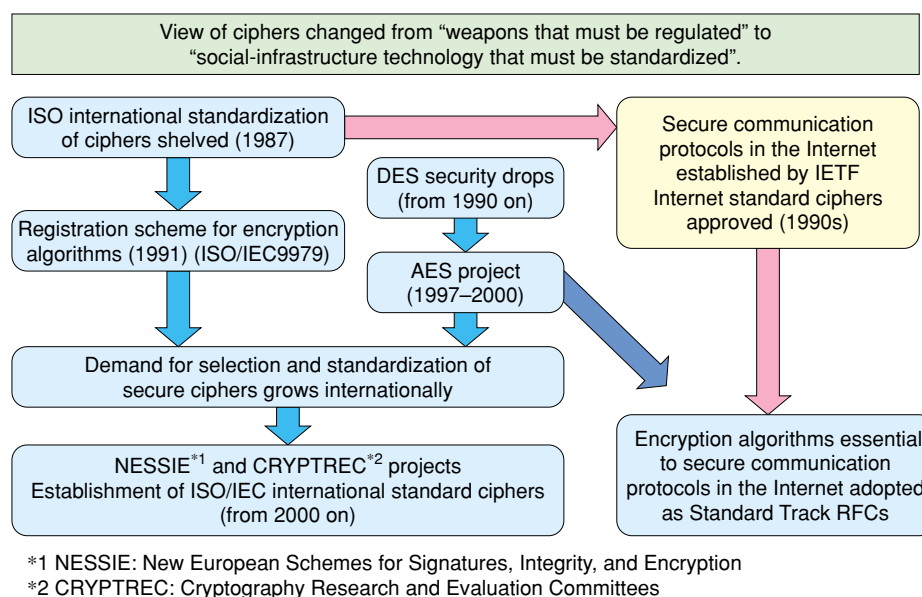 View of ciphers changed from “weapons that must be regulated” to
“social-infrastructure technology that must be standardized”.
ISO international standardization
of ciphers shelved (1987)
Secure communication
protocols in the Internet
established by IETF
Internet standard ciphers
approved (1990s)
DES security drops
(from 1990 on)
Registration scheme for encryption
algorithms (1991) (ISO/IEC9979)
AES project
(1997–2000)
Demand for selection and standardization of
secure ciphers grows internationally
NESSIE*1 and CRYPTREC*2 projects
Establishment of ISO/IEC international standard ciphers
(from 2000 on)
Encryption algorithms essential
to secure communication
protocols in the Internet adopted
as Standard Track RFCs
*1 NESSIE: New European Schemes for Signatures, Integrity, and Encryption
*2 CRYPTREC: Cryptography Research and Evaluation Committees